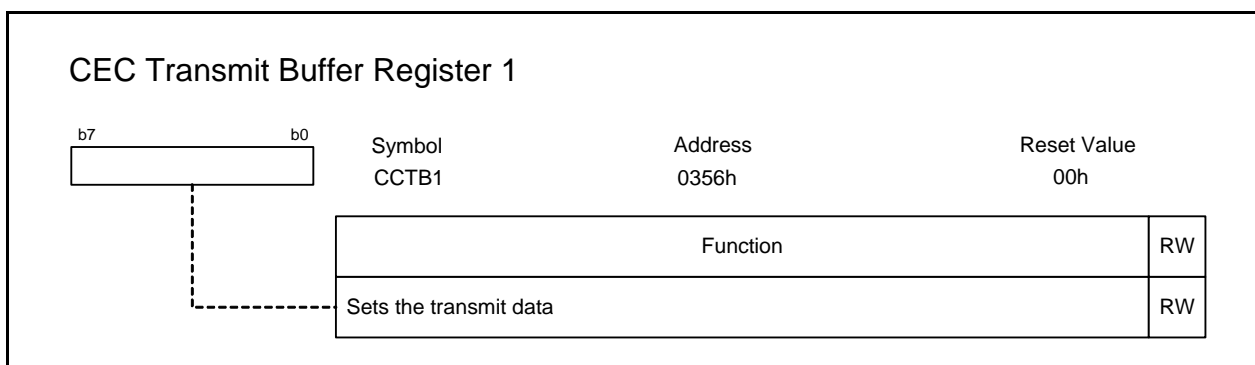 CEC Transmit Buffer Register 1
b7 b0
Symbol Address Reset Value
CCTB1 0356h 00h
Function RW
Sets the transmit data RW